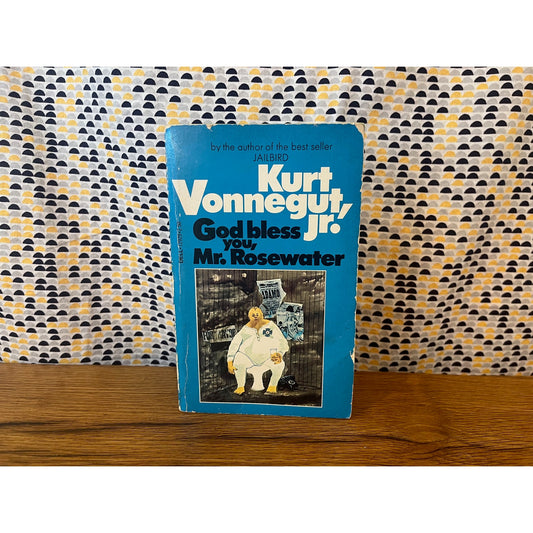 by the author of the best seller
JAILBIRD
Kurt
Vonnegut,
jr.
God bless
you,
Mr. Rosewater